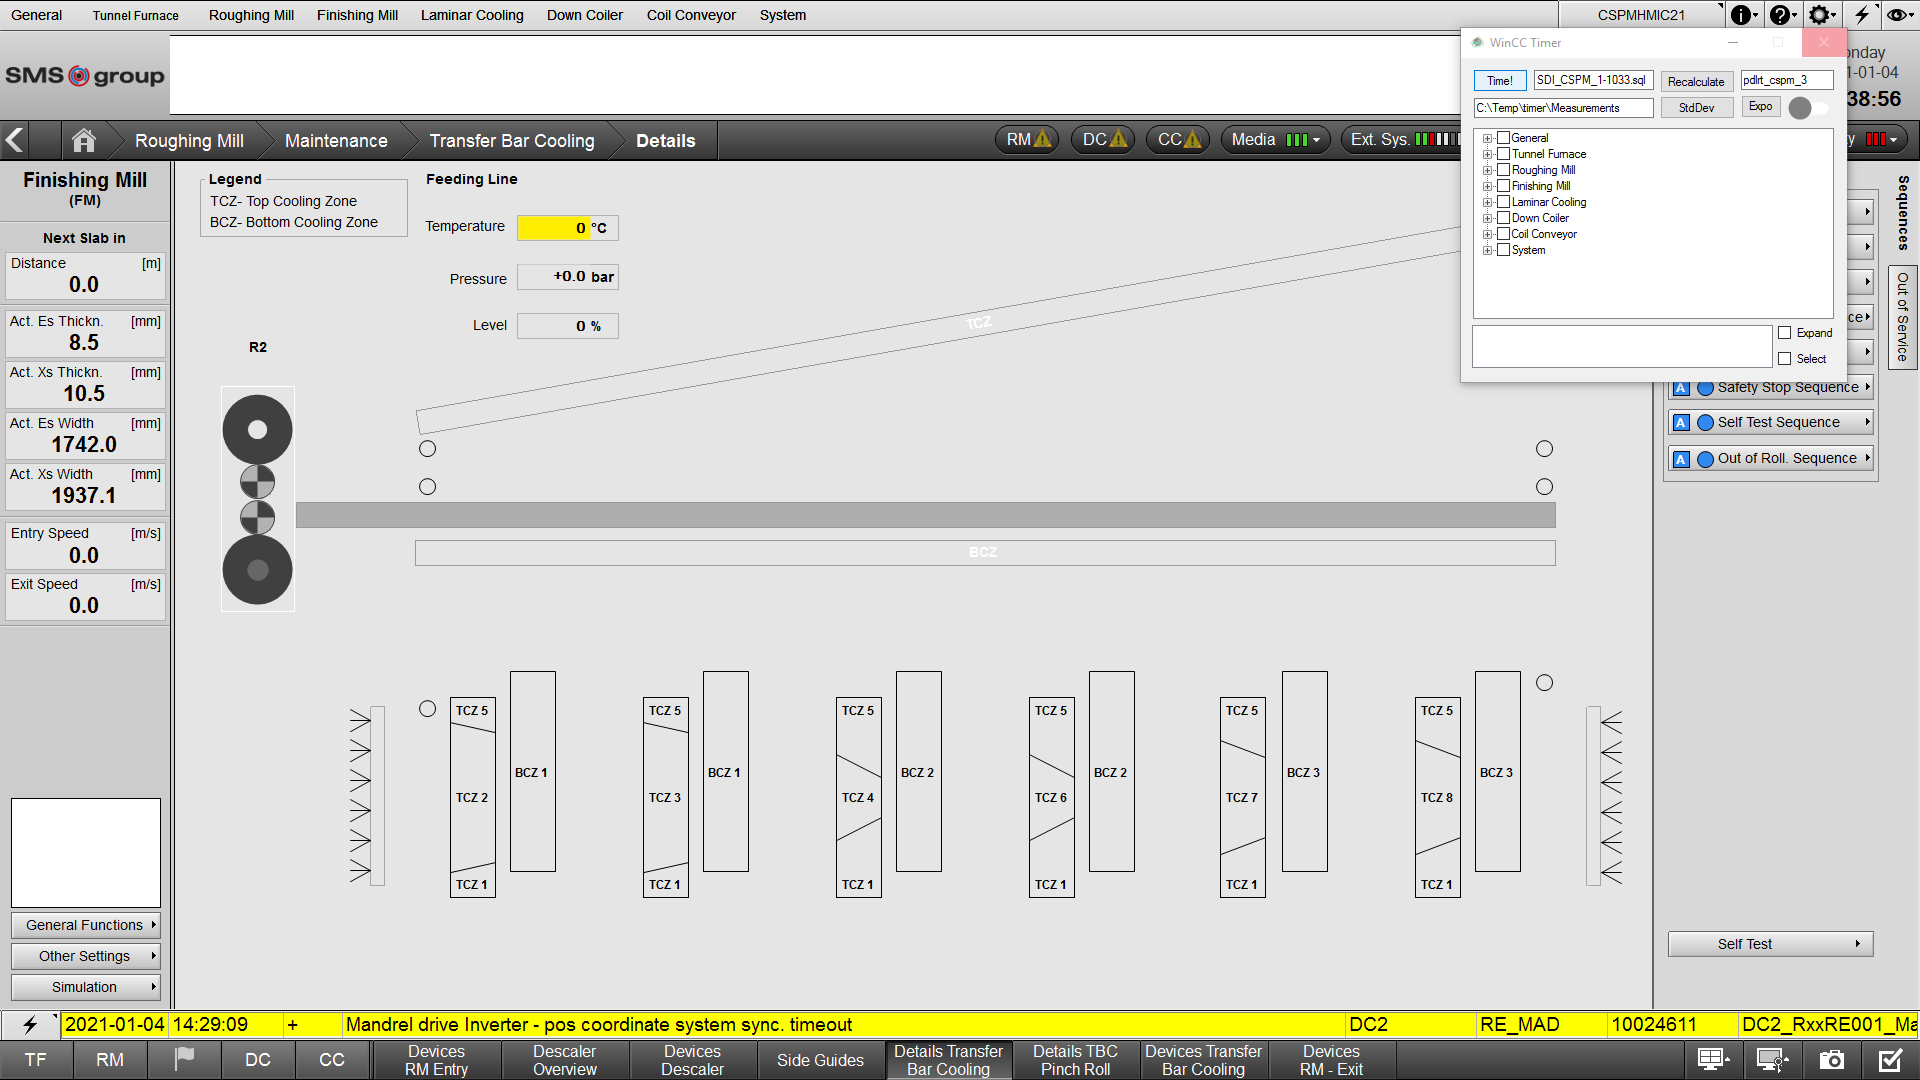 General Tunnel Furnace Roughing Mill Finishing Mill Laminar Cooling Down Coiler Coil Conveyor System CSPMHMIC21
SMS group
WinCC Timer
Time! SDI_CSPM_1-1033.sql Recalculate pdlrt_cspm_3
C:\Temp\timer\Measurements StdDev Expo
onday
1-01-04
38:56
Roughing Mill Maintenance Transfer Bar Cooling Details RM DC CC Media Ext. Sys.
General
Tunnel Furnace
Roughing Mill
Finishing Mill
Laminar Cooling
Down Coiler
Coil Conveyor
System
Expand
Select
Finishing Mill
(FM)
Next Slab in
Distance [m]
0.0
Act. Es Thickn. [mm]
8.5
Act. Xs Thickn. [mm]
10.5
Act. Es Width [mm]
1742.0
Act. Xs Width [mm]
1937.1
Entry Speed [m/s]
0.0
Exit Speed [m/s]
0.0
Legend
TCZ- Top Cooling Zone
BCZ- Bottom Cooling Zone
Feeding Line
Temperature 0 °C
Pressure +0.0 bar
Level 0 %
R2
TCZ
BCZ
Sequences
Out of Service
ce
A Safety Stop Sequence
A Self Test Sequence
A Out of Roll. Sequence
TCZ 5 TCZ 5 TCZ 5 TCZ 5 TCZ 5 TCZ 5
BCZ 1 BCZ 1 BCZ 2 BCZ 2 BCZ 3 BCZ 3
TCZ 2 TCZ 3 TCZ 4 TCZ 6 TCZ 7 TCZ 8
TCZ 1 TCZ 1 TCZ 1 TCZ 1 TCZ 1 TCZ 1
General Functions
Other Settings
Simulation
Self Test
2021-01-04 14:29:09 + Mandrel drive Inverter - pos coordinate system sync. timeout DC2 RE_MAD 10024611 DC2_RxxRE001_Ma
TF RM DC CC
Devices
RM Entry
Descaler
Overview
Devices
Descaler
Side Guides
Details Transfer
Bar Cooling
Details TBC
Pinch Roll
Devices Transfer
Bar Cooling
Devices
RM - Exit